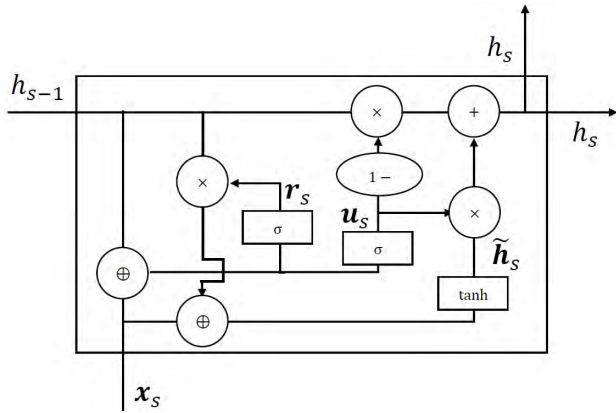 h_s
h_{s-1}
×
+
h_s
1 −
×
r_s
u_s
×
σ
σ
h̃_s
⊕
tanh
⊕
x_s